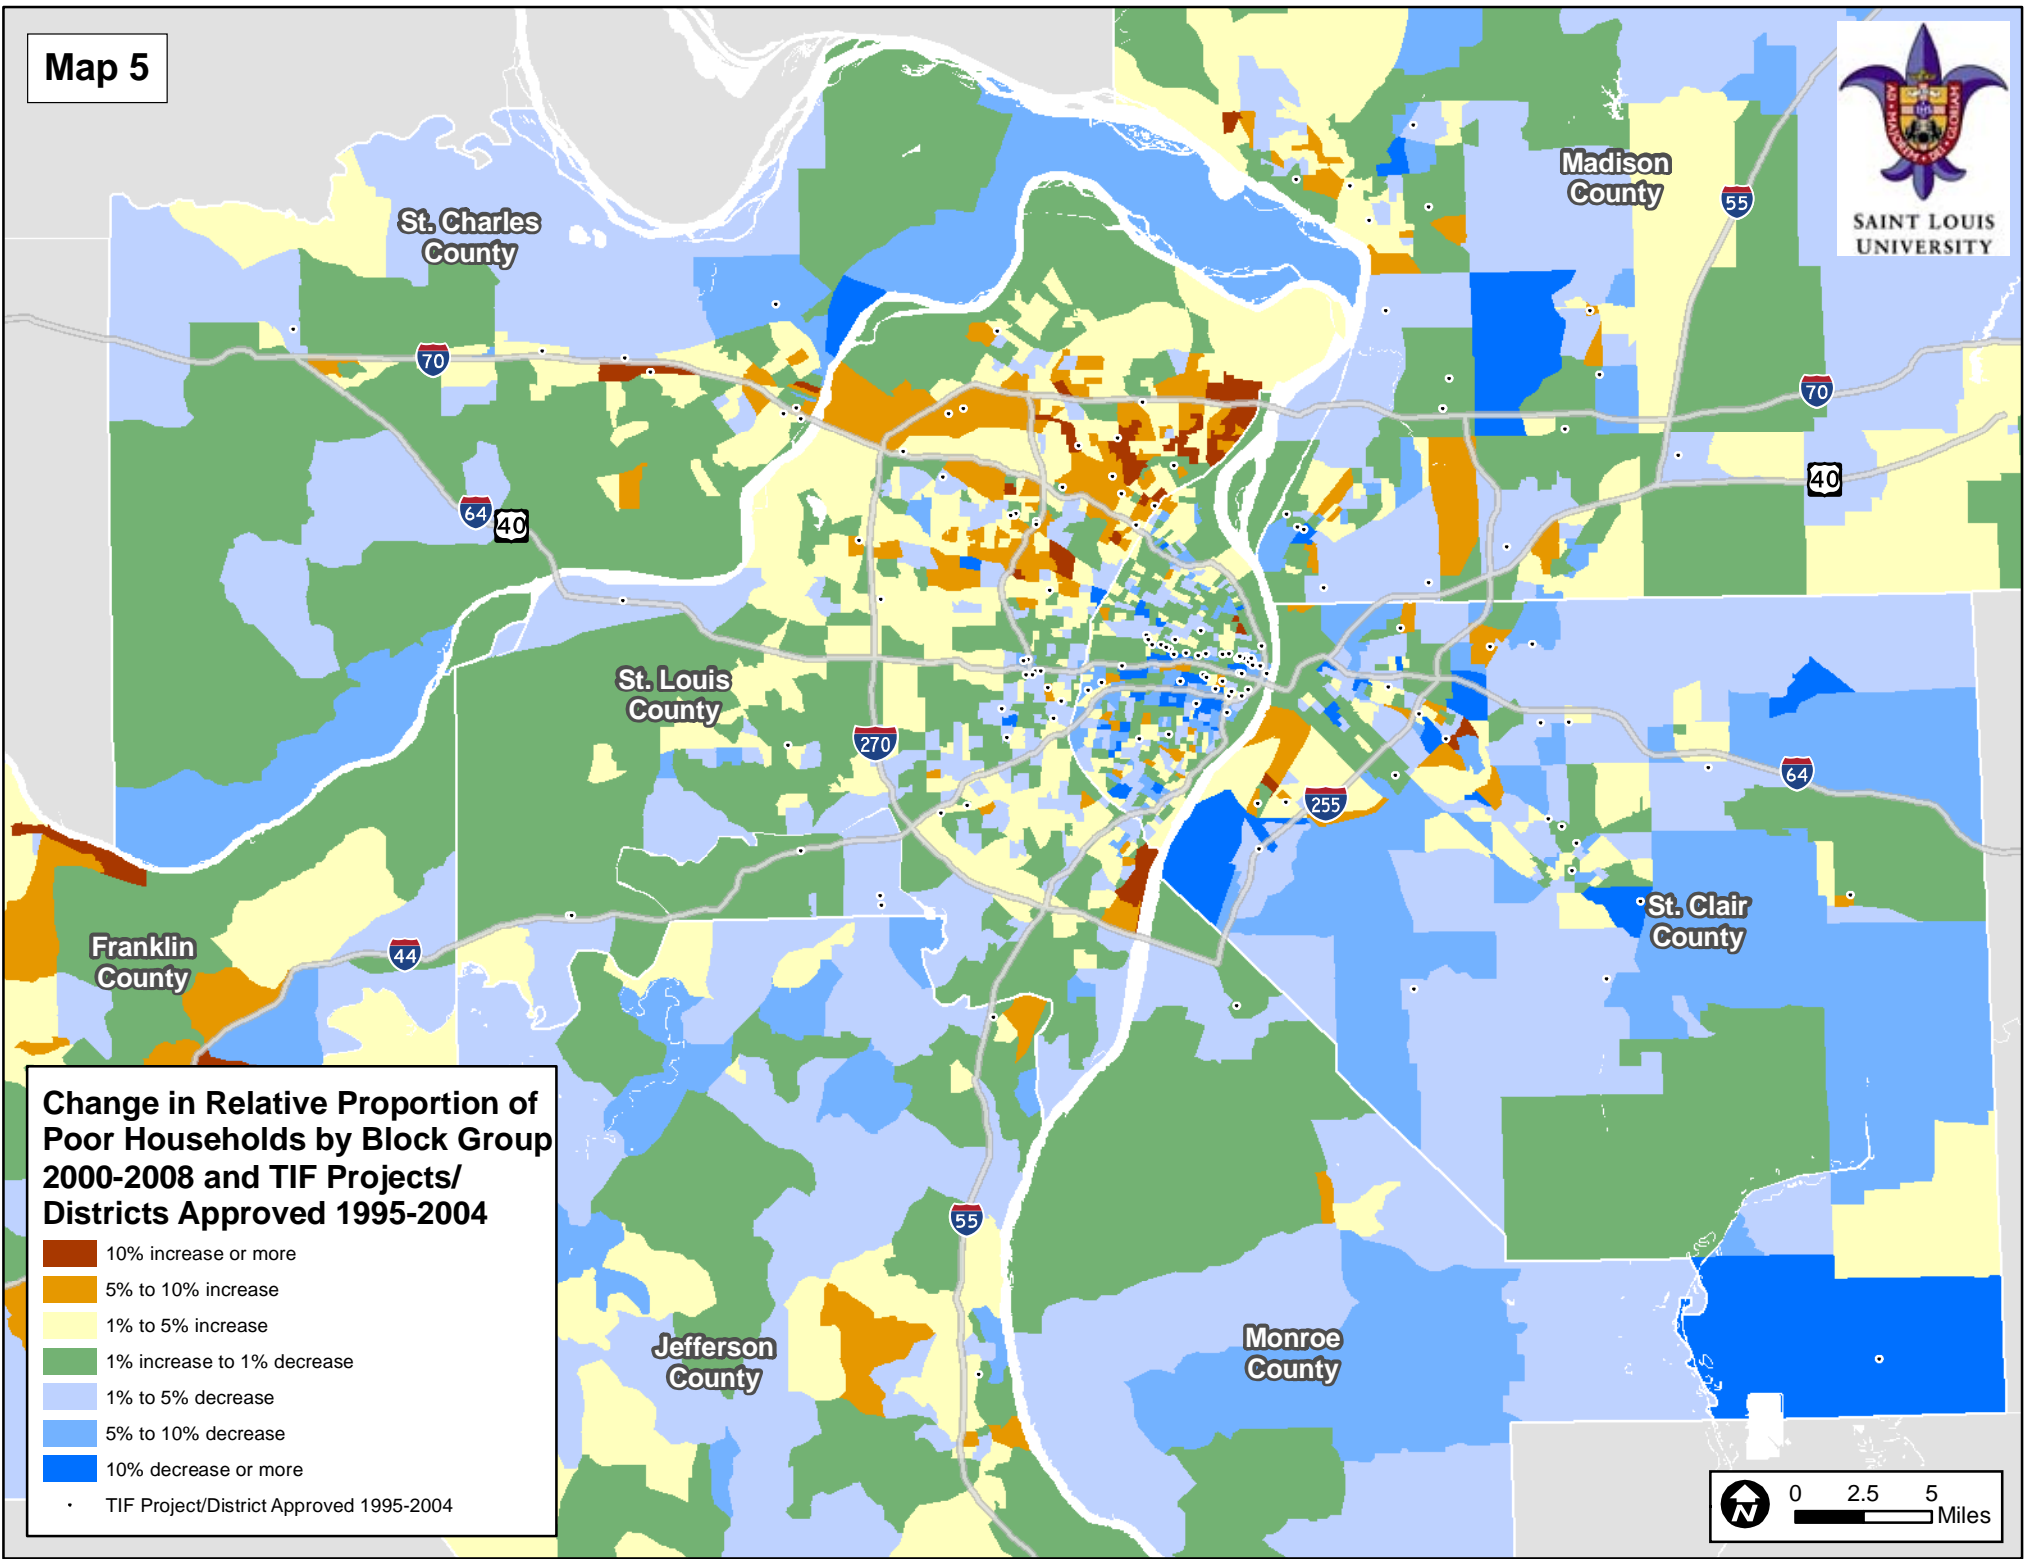 Map 5
SAINT LOUIS
UNIVERSITY
Madison
County
St. Charles
County
55
70
70
64
40
40
St. Louis
County
270
64
255
St. Clair
County
Franklin
County
44
55
Jefferson
County
Monroe
County
Change in Relative Proportion of
Poor Households by Block Group
2000-2008 and TIF Projects/
Districts Approved 1995-2004
10% increase or more
5% to 10% increase
1% to 5% increase
1% increase to 1% decrease
1% to 5% decrease
5% to 10% decrease
10% decrease or more
TIF Project/District Approved 1995-2004
N
0 2.5 5
Miles